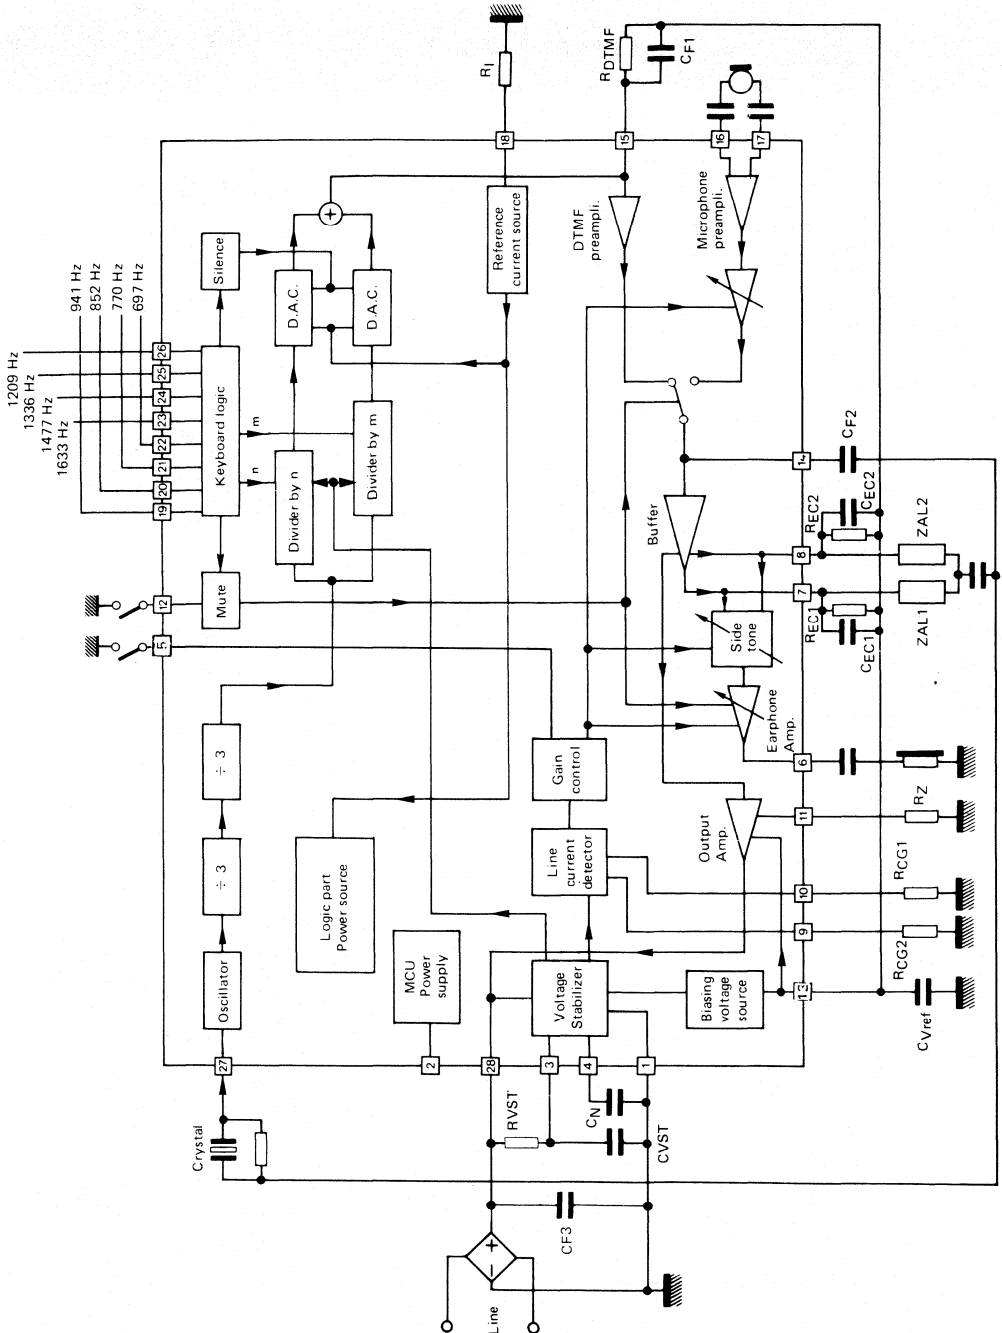 1209 Hz
1336 Hz
1477 Hz
1633 Hz
941 Hz
852 Hz
770 Hz
697 Hz
26
25
24
23
22
21
20
19
12
5
Keyboard logic
Silence
Mute
n
m
Divider by n
Divider by m
D.A.C.
D.A.C.
+
RI
18
Reference
current source
RDTMF
CF1
15
16
17
DTMF
preampli.
Microphone
preampli.
÷ 3
÷ 3
Oscillator
27
Crystal
Logic part
Power source
MCU
Power
supply
2
Gain
control
Line
current
detector
Voltage
Stabilizer
Biasing
voltage
source
Buffer
Side
tone
Earphone
Amp.
Output
Amp.
14
8
7
6
11
10
9
13
CF2
REC2
CEC2
ZAL2
REC1
CEC1
ZAL1
RZ
RCG1
RCG2
CVref
28
3
4
1
RVST
CN
CVST
CF3
+
−
Line